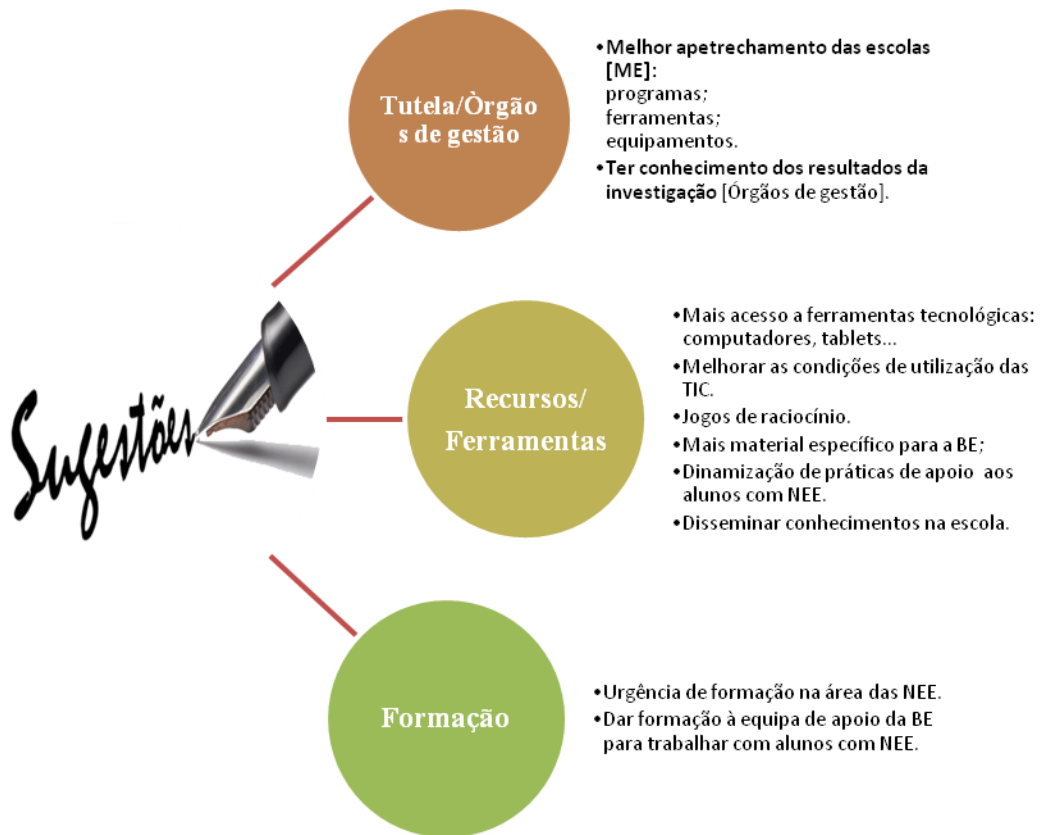 Sugestões
Tutela/Òrgão
s de gestão
•Melhor apetrechamento das escolas
[ME]:
programas;
ferramentas;
equipamentos.
•Ter conhecimento dos resultados da
investigação [Órgãos de gestão].
Recursos/
Ferramentas
•Mais acesso a ferramentas tecnológicas:
computadores, tablets...
•Melhorar as condições de utilização das
TIC.
•Jogos de raciocínio.
•Mais material específico para a BE;
•Dinamização de práticas de apoio aos
alunos com NEE.
•Disseminar conhecimentos na escola.
Formação
•Urgência de formação na área das NEE.
•Dar formação à equipa de apoio da BE
para trabalhar com alunos com NEE.